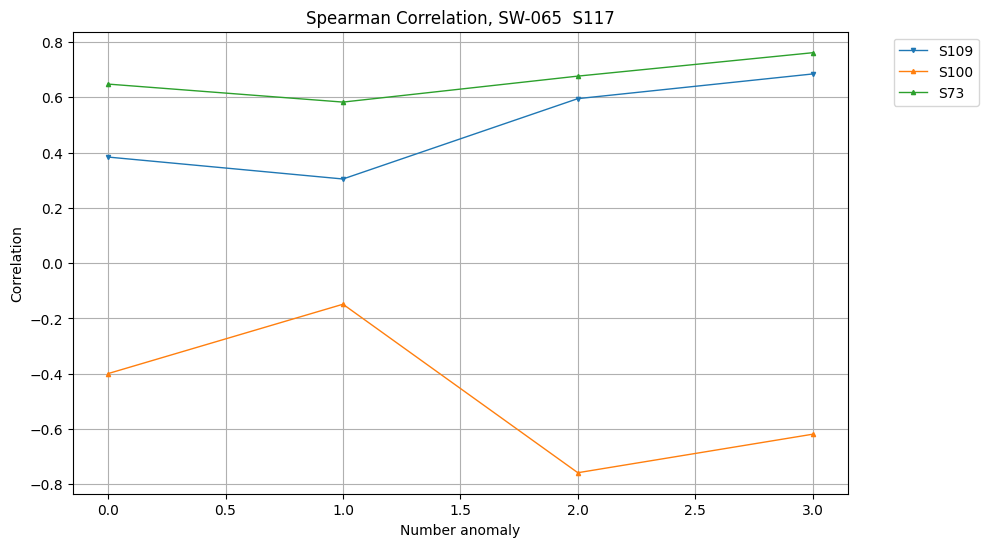 Spearman Correlation, SW-065  S117
S109
S100
S73
Correlation
0.8
0.6
0.4
0.2
0.0
−0.2
−0.4
−0.6
−0.8
0.0 0.5 1.0 1.5 2.0 2.5 3.0
Number anomaly